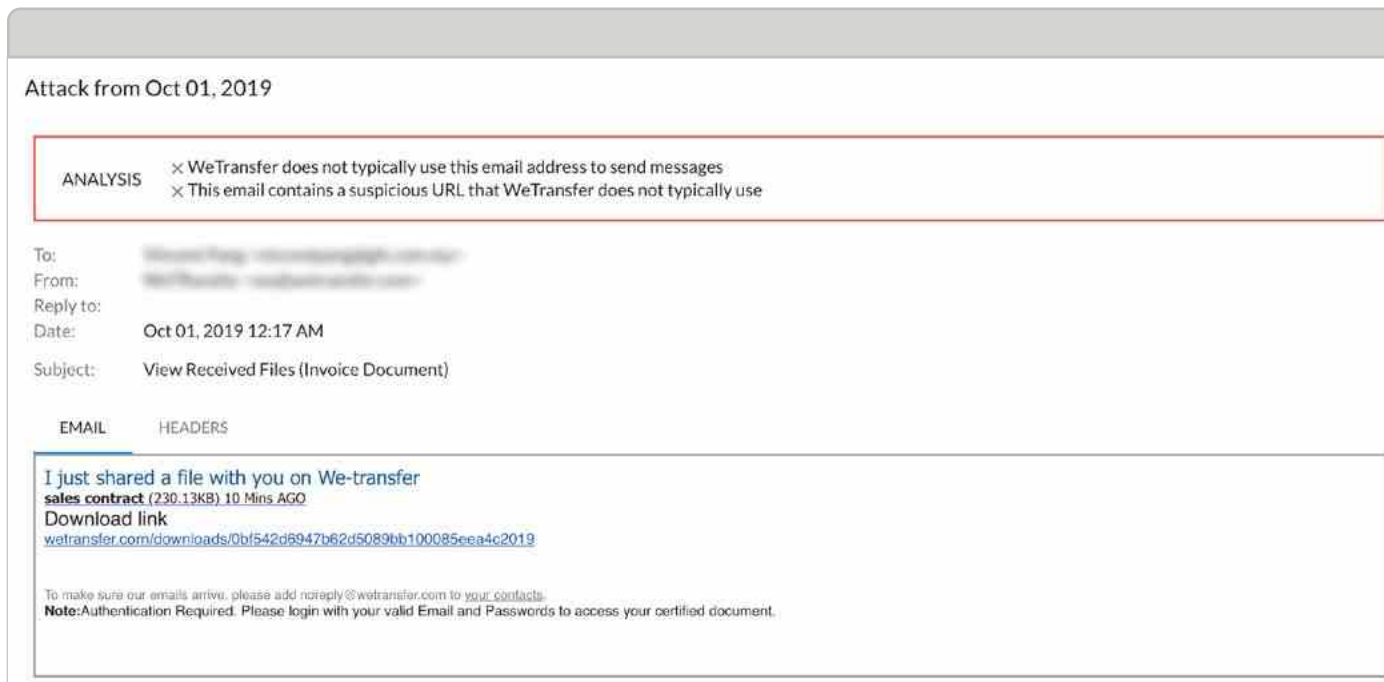 Attack from Oct 01, 2019
ANALYSIS
× WeTransfer does not typically use this email address to send messages
× This email contains a suspicious URL that WeTransfer does not typically use
To:
From:
Reply to:
Date: Oct 01, 2019 12:17 AM
Subject: View Received Files (Invoice Document)
EMAIL HEADERS
I just shared a file with you on We-transfer
sales contract (230.13KB) 10 Mins AGO
Download link
wetransfer.com/downloads/0bf542d6947b62d5089bb100085eea4c2019
To make sure our emails arrive, please add noreply@wetransfer.com to your contacts.
Note:Authentication Required. Please login with your valid Email and Passwords to access your certified document.